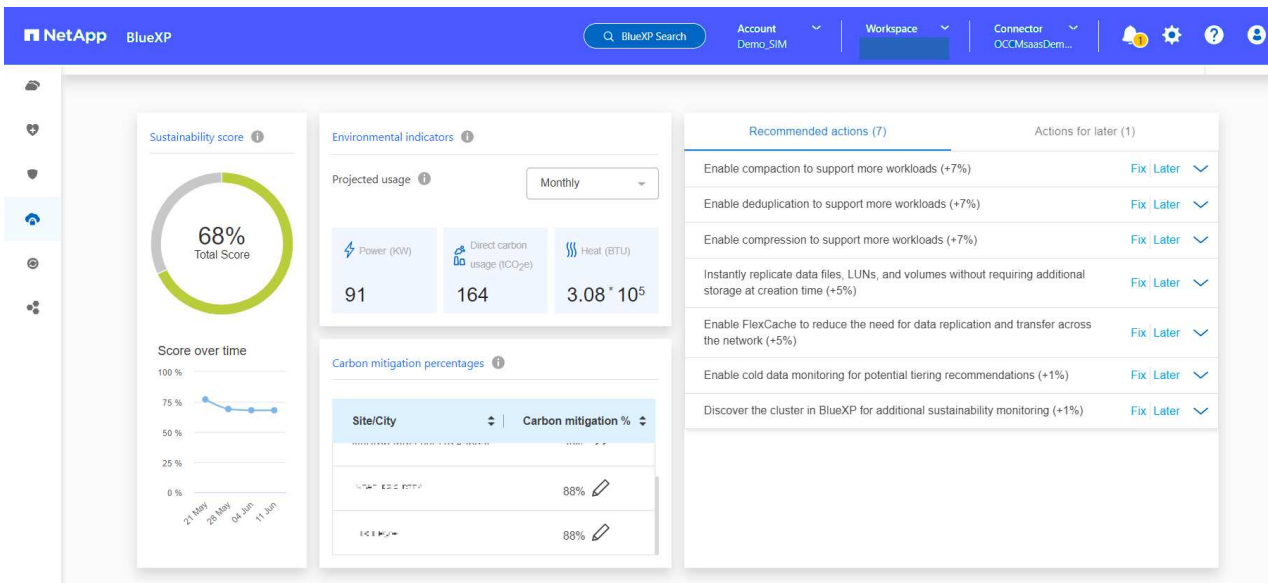 NetApp BlueXP
BlueXP Search
Account
Demo_SIM
Workspace
Connector
OCCMsaasDem...
1
Sustainability score
68%
Total Score
Score over time
100 %
75 %
50 %
25 %
0 %
21 May
28 May
04 Jun
11 Jun
Environmental indicators
Projected usage
Monthly
Power (KW)
91
Direct carbon
usage (tCO₂e)
164
Heat (BTU)
3.08 * 10⁵
Carbon mitigation percentages
Site/City
Carbon mitigation %
88%
88%
Recommended actions (7)
Actions for later (1)
Enable compaction to support more workloads (+7%) Fix Later
Enable deduplication to support more workloads (+7%) Fix Later
Enable compression to support more workloads (+7%) Fix Later
Instantly replicate data files, LUNs, and volumes without requiring additional
storage at creation time (+5%) Fix Later
Enable FlexCache to reduce the need for data replication and transfer across
the network (+5%) Fix Later
Enable cold data monitoring for potential tiering recommendations (+1%) Fix Later
Discover the cluster in BlueXP for additional sustainability monitoring (+1%) Fix Later